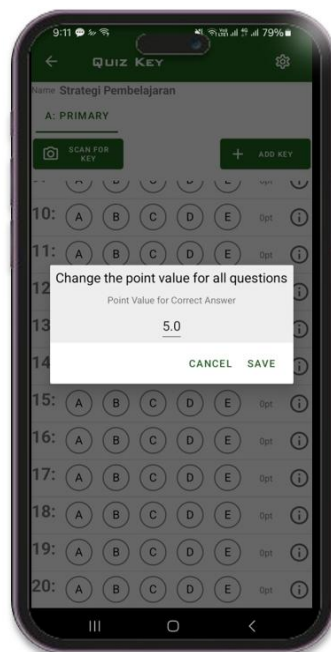 9:11
79%
QUIZ KEY
Name Strategi Pembelajaran
A: PRIMARY
SCAN FOR
KEY
+ ADD KEY
A B C D E 0pt
10: A B C D E 0pt
11: A B C D E 0pt
12
Change the point value for all questions
Point Value for Correct Answer
13
5.0
14
CANCEL SAVE
15: A B C D E 0pt
16: A B C D E 0pt
17: A B C D E 0pt
18: A B C D E 0pt
19: A B C D E 0pt
20: A B C D E 0pt